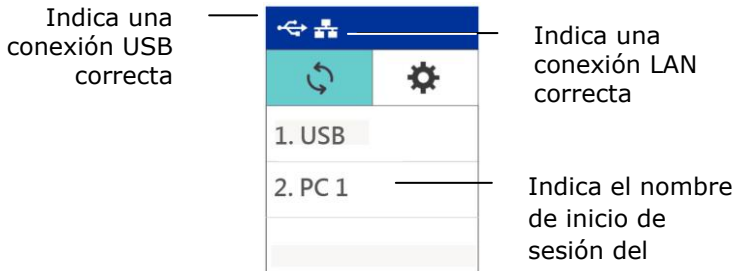 Indica una
conexión USB
correcta
Indica una
conexión LAN
correcta
1. USB
2. PC 1
Indica el nombre
de inicio de
sesión del